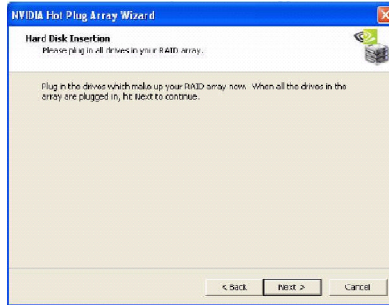 NVIDIA Hot Plug Array Wizard
Hard Disk Insertion
Please plug in all drives in your RAID array.
Plug in the drives which make up your RAID array now. When all the drives in the
array are plugged in, hit Next to continue.
< Back Next > Cancel